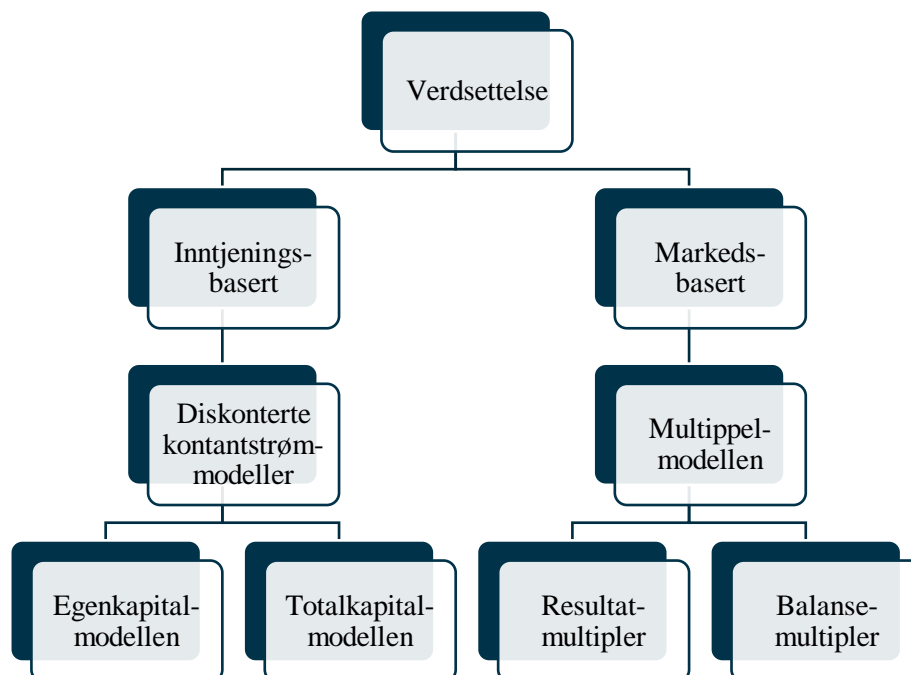 Verdsettelse
Inntjenings-
basert
Markeds-
basert
Diskonterte
kontantstrøm-
modeller
Multippel-
modellen
Egenkapital-
modellen
Totalkapital-
modellen
Resultat-
multipler
Balanse-
multipler